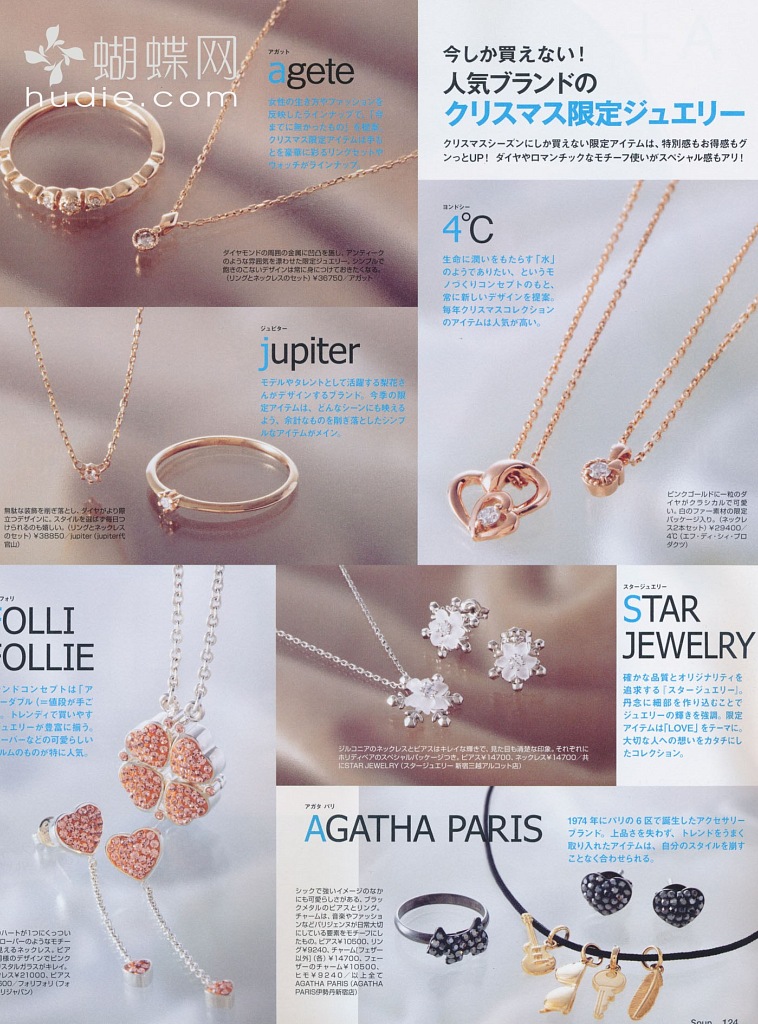 蝴蝶网
hudie.com
アガット
agete
女性の生き方やファッションを
反映したラインナップで、「今
までに無かったもの」を提案。
クリスマス限定アイテムは手も
とを豪華に彩るリングセットや
ウォッチがラインナップ。
ダイヤモンドの周囲の金属に凹凸を施し、アンティーク
のような雰囲気を漂わせた限定ジュエリー。シンプルで
飽きのこないデザインは常に身につけておきたくなる。
（リングとネックレスのセット）¥36750／アガット
今しか買えない！
人気ブランドの
クリスマス限定ジュエリー
クリスマスシーズンにしか買えない限定アイテムは、特別感もお得感もグ
ンっとUP！ ダイヤやロマンチックなモチーフ使いがスペシャル感もアリ！
ヨンドシー
4℃
生命に潤いをもたらす「水」
のようでありたい、というモ
ノづくりコンセプトのもと、
常に新しいデザインを提案。
毎年クリスマスコレクション
のアイテムは人気が高い。
ピンクゴールドに一粒のダ
イヤがクラシカルで可愛
い。白のファー素材の限定
パッケージ入り。（ネックレ
ス2本セット）¥29400／
4℃（エフ・ディ・シィ・プロ
ダクツ）
ジュピター
jupiter
モデルやタレントとして活躍する梨花さ
んがデザインするブランド。今季の限
定アイテムは、どんなシーンにも映える
よう、余計なものを削ぎ落としたシンプ
ルなアイテムがメイン。
無駄な装飾を削ぎ落とし、ダイヤがより際
立つデザインに。スタイルを選ばず毎日つ
けられるのも嬉しい。（リングとネックレス
のセット）¥38850／jupiter（jupiter代
官山）
フォリ
FOLLI
FOLLIE
ンドコンセプトは「ア
ーダブル（＝値段が手ご
。トレンディで買いやす
ュエリーが豊富に揃う。
ーバーなどの可愛らしい
ルムのものが特に人気。
ハートが1つにくっつい
ローバーのようなモチー
見えるネックレス。ピア
同様のデザインでピンク
スタルガラスがキレイ。
レス¥21000、ピアス
600／フォリフォリ（フォ
リジャパン）
スタージュエリー
STAR
JEWELRY
確かな品質とオリジナリティを
追求する『スタージュエリー』。
丹念に細部を作り込むことで
ジュエリーの輝きを強調。限定
アイテムは「LOVE」をテーマに。
大切な人への想いをカタチにし
たコレクション。
ジルコニアのネックレスとピアスはキレイな輝きで、見た目も清楚な印象。それぞれに
ホリディベアのスペシャルパッケージつき。ピアス¥14700、ネックレス¥14700／共
にSTAR JEWELRY（スタージュエリー 新宿三越アルコット店）
アガタ パリ
AGATHA PARIS
1974年にパリの6区で誕生したアクセサリー
ブランド。上品さを失わず、トレンドをうまく
取り入れたアイテムは、自分のスタイルを崩す
ことなく合わせられる。
シックで強いイメージのなか
にも可愛らしさがある、ブラッ
クメタルのピアスとリング。
チャームは、音楽やファッショ
ンなどパリジェンヌが日常大切
にしている要素をモチーフにし
たもの。ピアス¥10500、リン
グ¥9240、チャーム［フェザー
以外］（各）¥14700、フェー
ザーのチャーム¥10500、
ヒモ¥9240／以上全て
AGATHA PARIS（AGATHA
PARIS伊勢丹新宿店）
Soup. 124